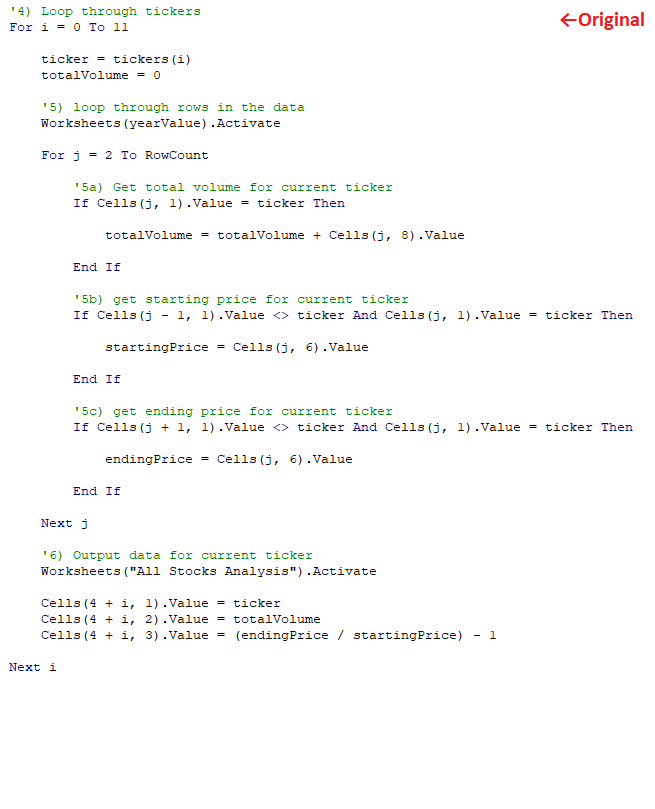 '4) Loop through tickers
←Original
For i = 0 To 11
ticker = tickers(i)
totalVolume = 0
'5) loop through rows in the data
Worksheets(yearValue).Activate
For j = 2 To RowCount
'5a) Get total volume for current ticker
If Cells(j, 1).Value = ticker Then
totalVolume = totalVolume + Cells(j, 8).Value
End If
'5b) get starting price for current ticker
If Cells(j - 1, 1).Value <> ticker And Cells(j, 1).Value = ticker Then
startingPrice = Cells(j, 6).Value
End If
'5c) get ending price for current ticker
If Cells(j + 1, 1).Value <> ticker And Cells(j, 1).Value = ticker Then
endingPrice = Cells(j, 6).Value
End If
Next j
'6) Output data for current ticker
Worksheets("All Stocks Analysis").Activate
Cells(4 + i, 1).Value = ticker
Cells(4 + i, 2).Value = totalVolume
Cells(4 + i, 3).Value = (endingPrice / startingPrice) - 1
Next i